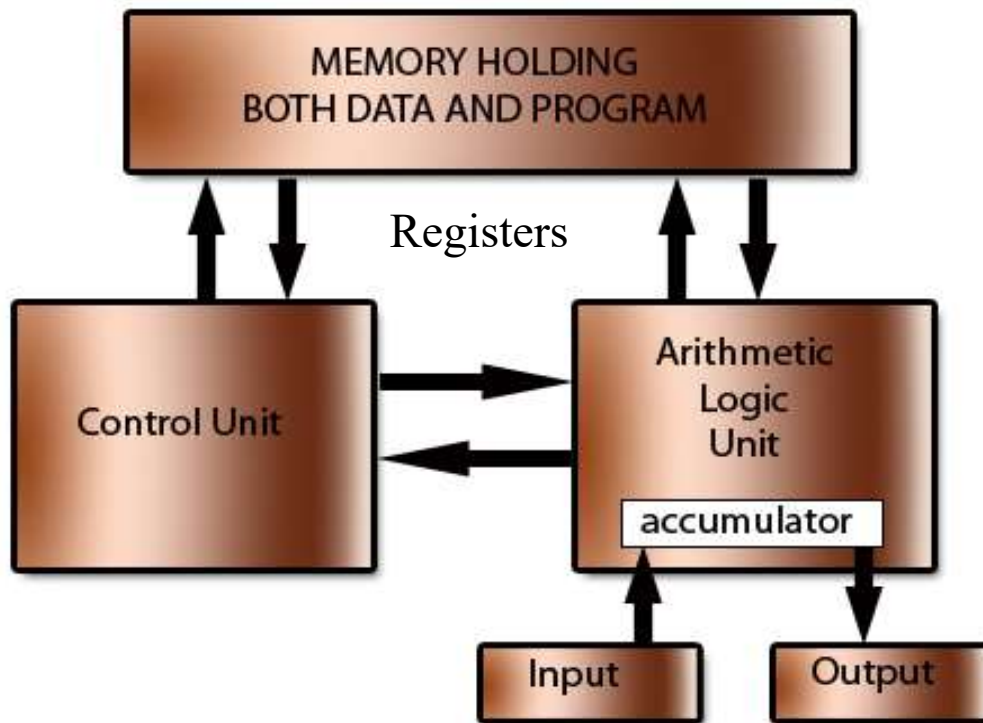 MEMORY HOLDING
BOTH DATA AND PROGRAM
Registers
Control Unit
Arithmetic
Logic
Unit
accumulator
Input
Output